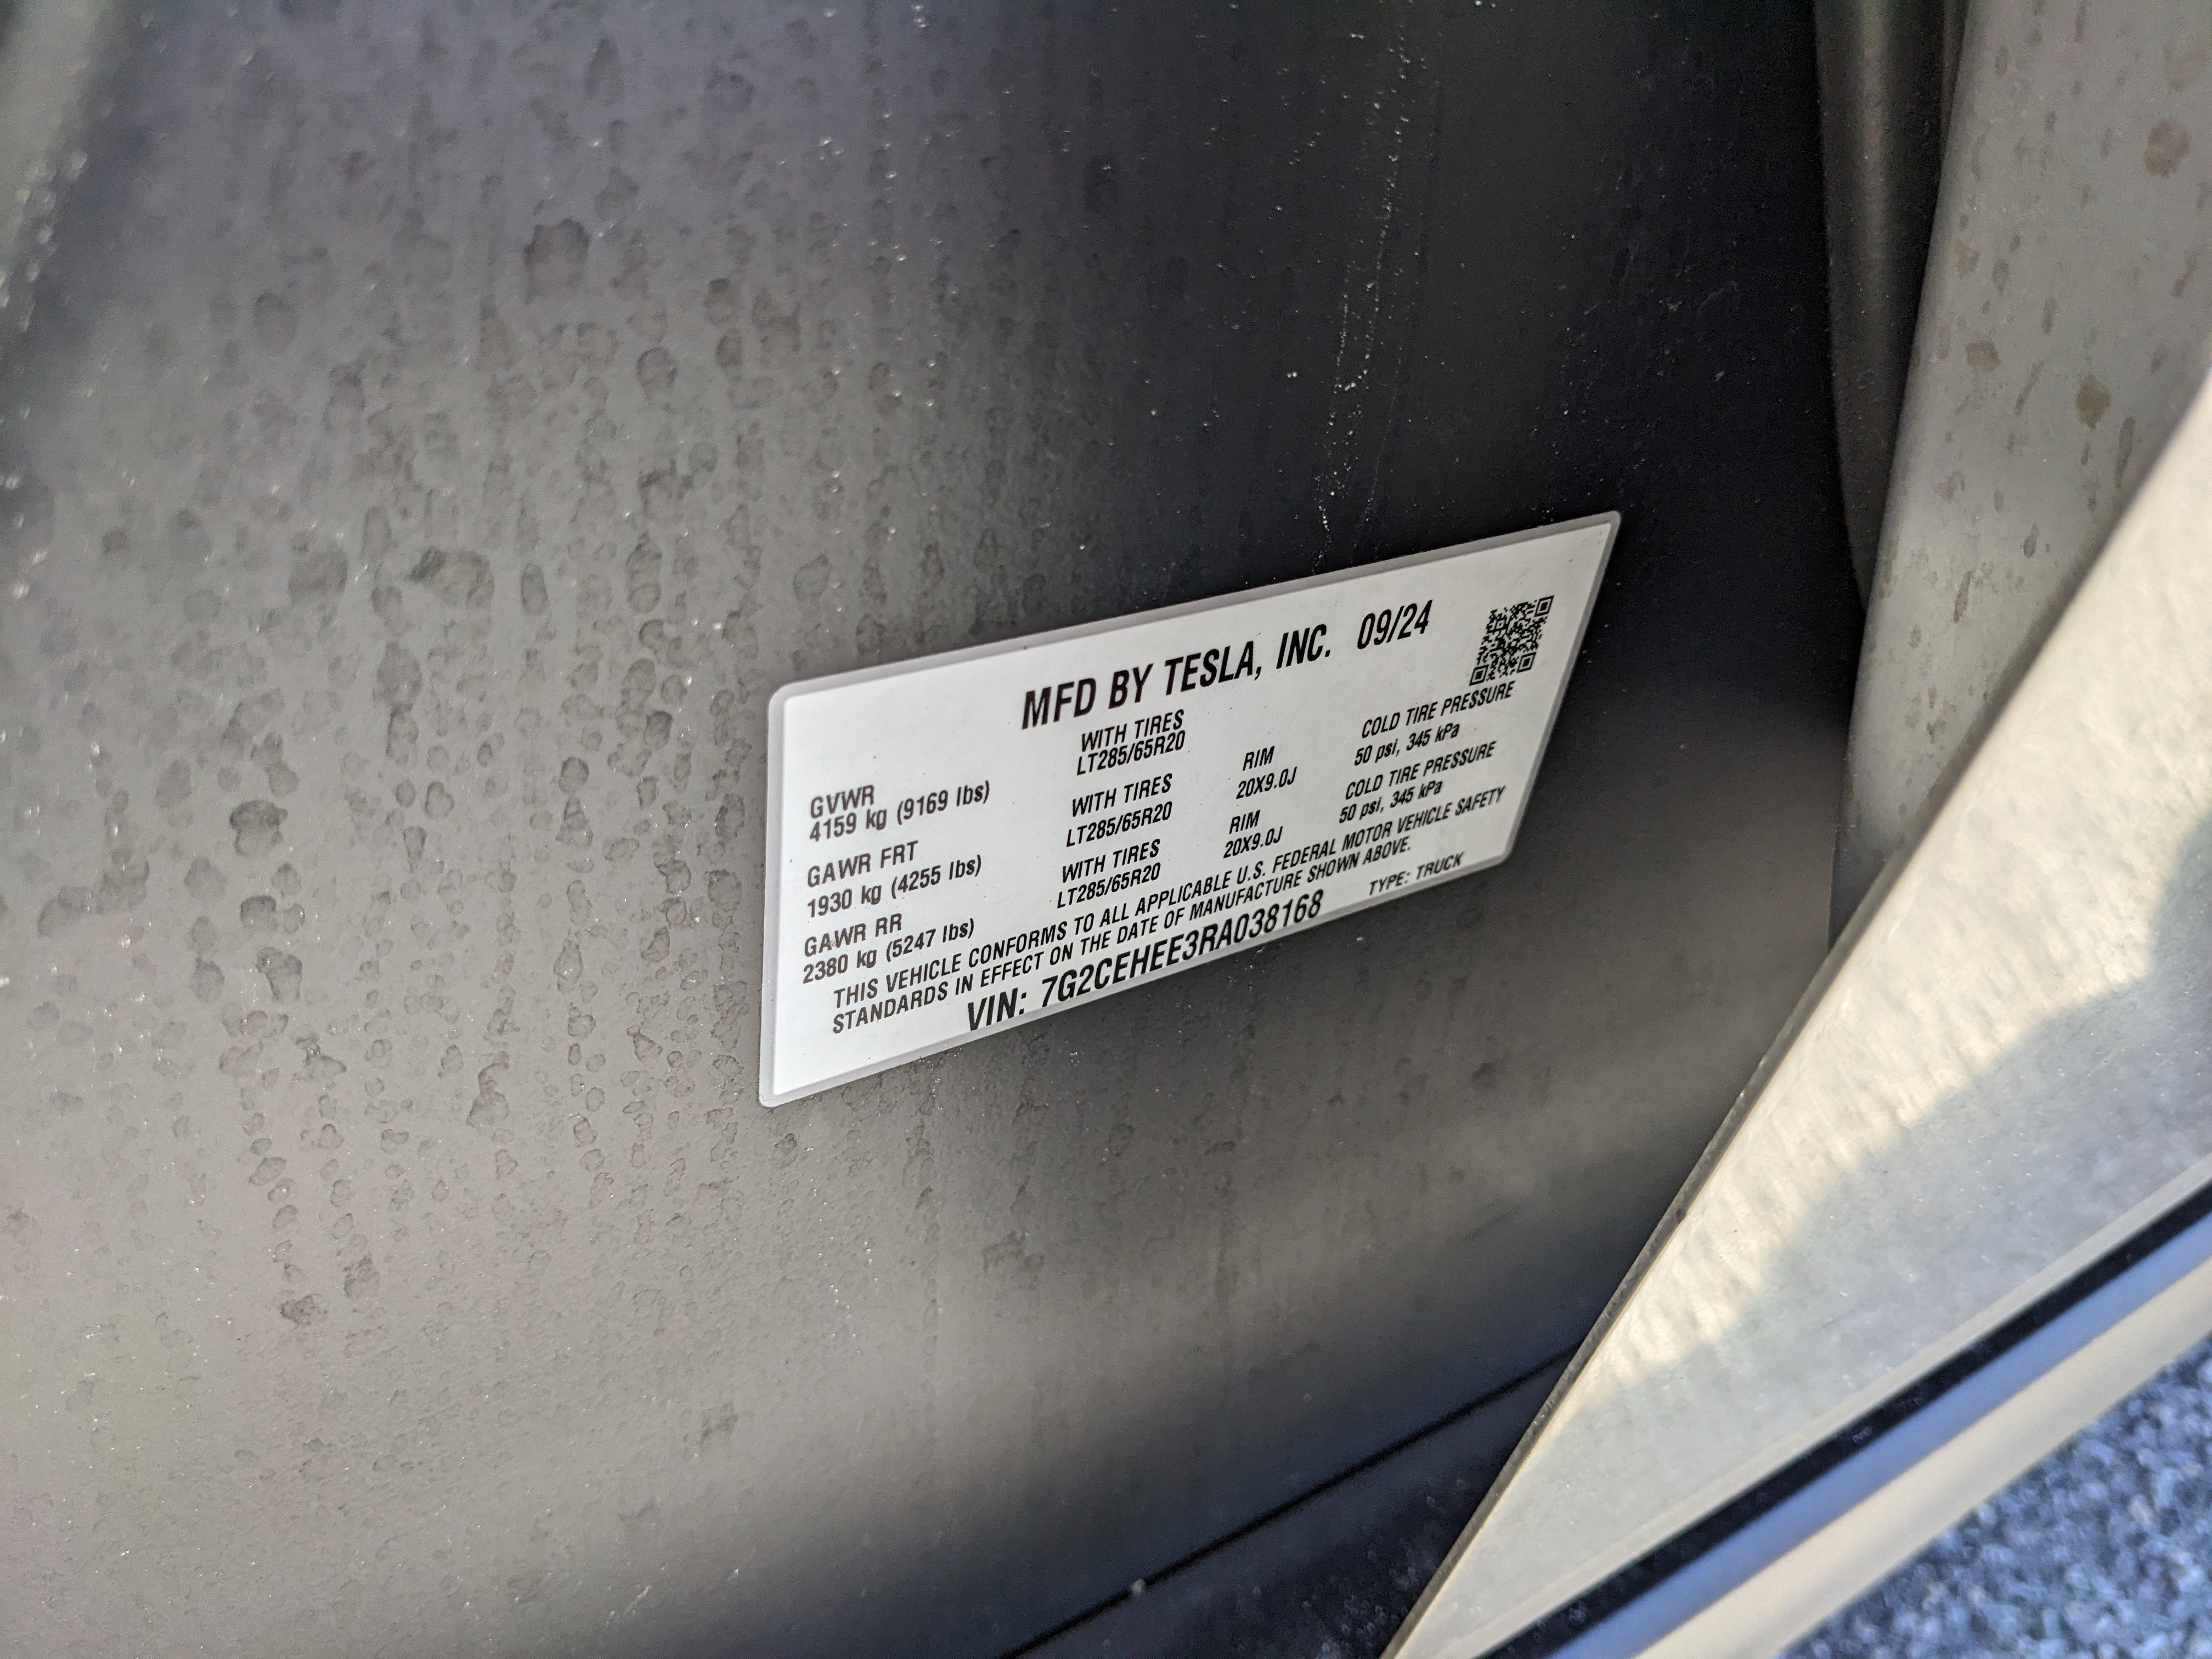 MFD BY TESLA, INC. 09/24
GVWR
4159 kg (9169 lbs)
WITH TIRES
LT285/65R20
GAWR FRT
1930 kg (4255 lbs)
WITH TIRES
LT285/65R20
RIM
20X9.0J
COLD TIRE PRESSURE
50 psi, 345 kPa
GAWR RR
2380 kg (5247 lbs)
WITH TIRES
LT285/65R20
RIM
20X9.0J
COLD TIRE PRESSURE
50 psi, 345 kPa
THIS VEHICLE CONFORMS TO ALL APPLICABLE U.S. FEDERAL MOTOR VEHICLE SAFETY
STANDARDS IN EFFECT ON THE DATE OF MANUFACTURE SHOWN ABOVE.
VIN: 7G2CEHEE3RA038168 TYPE: TRUCK